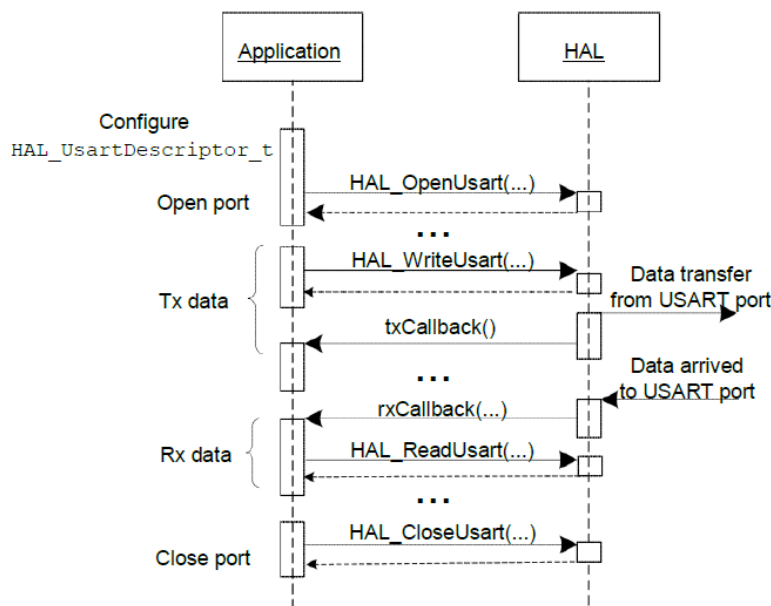 Application
HAL
Configure
HAL_UsartDescriptor_t
HAL_OpenUsart(...)
Open port
...
HAL_WriteUsart(...)
Data transfer
from USART port
Tx data
txCallback()
Data arrived
to USART port
...
rxCallback(...)
Rx data
HAL_ReadUsart(...)
...
HAL_CloseUsart(...)
Close port